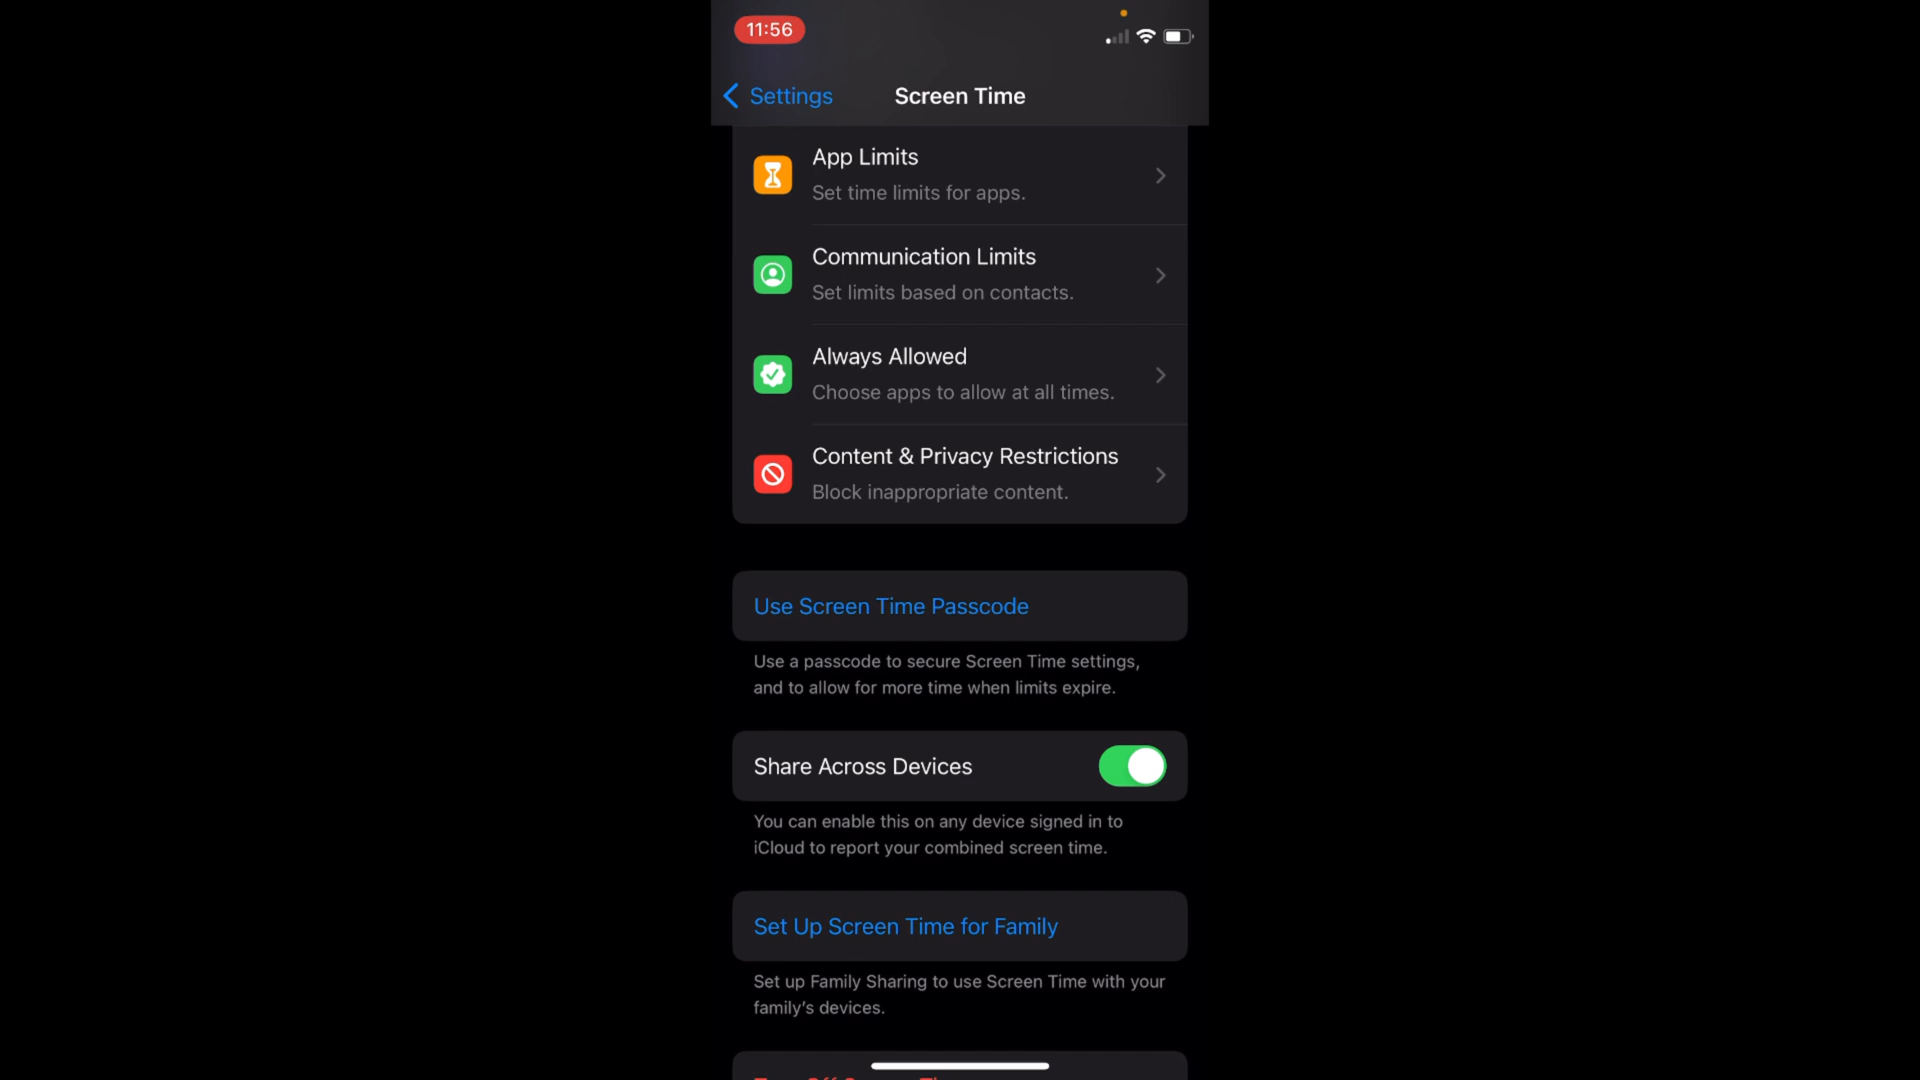 11:56
Settings
Screen Time
App Limits
Set time limits for apps.
Communication Limits
Set limits based on contacts.
Always Allowed
Choose apps to allow at all times.
Content & Privacy Restrictions
Block inappropriate content.
Use Screen Time Passcode
Use a passcode to secure Screen Time settings,
and to allow for more time when limits expire.
Share Across Devices
You can enable this on any device signed in to
iCloud to report your combined screen time.
Set Up Screen Time for Family
Set up Family Sharing to use Screen Time with your
family's devices.